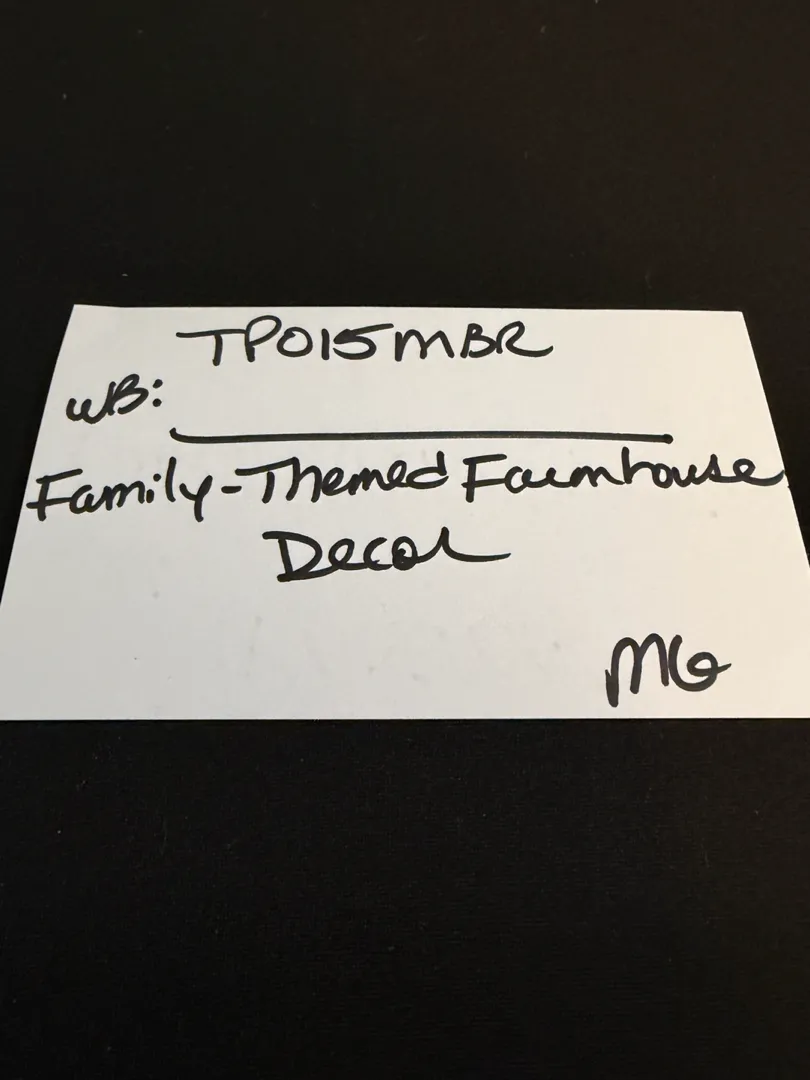 TP015MBR
WB:
Family-Themed Farmhouse
Decor
MG